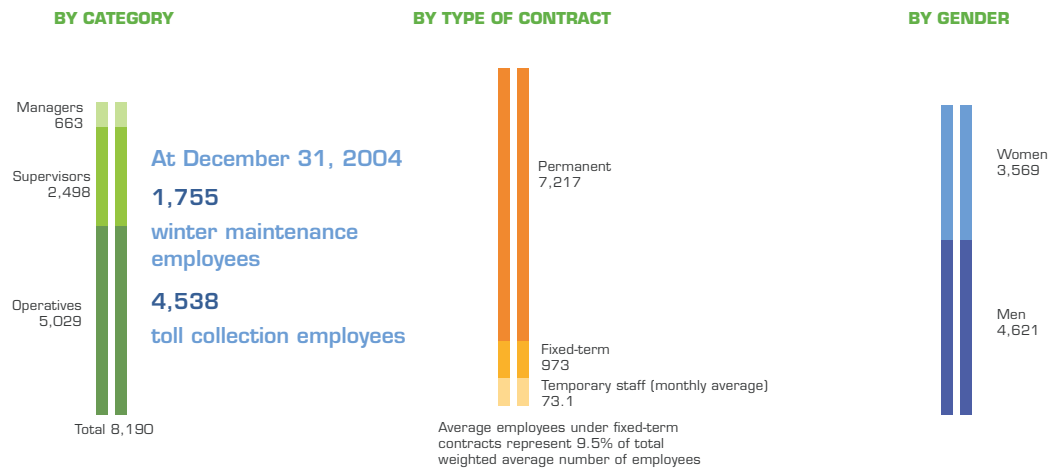 BY CATEGORY
Managers
663
Supervisors
2,498
Operatives
5,029
Total 8,190
At December 31, 2004
1,755
winter maintenance
employees
4,538
toll collection employees
BY TYPE OF CONTRACT
Permanent
7,217
Fixed-term
973
Temporary staff (monthly average)
73.1
Average employees under fixed-term
contracts represent 9.5% of total
weighted average number of employees
BY GENDER
Women
3,569
Men
4,621